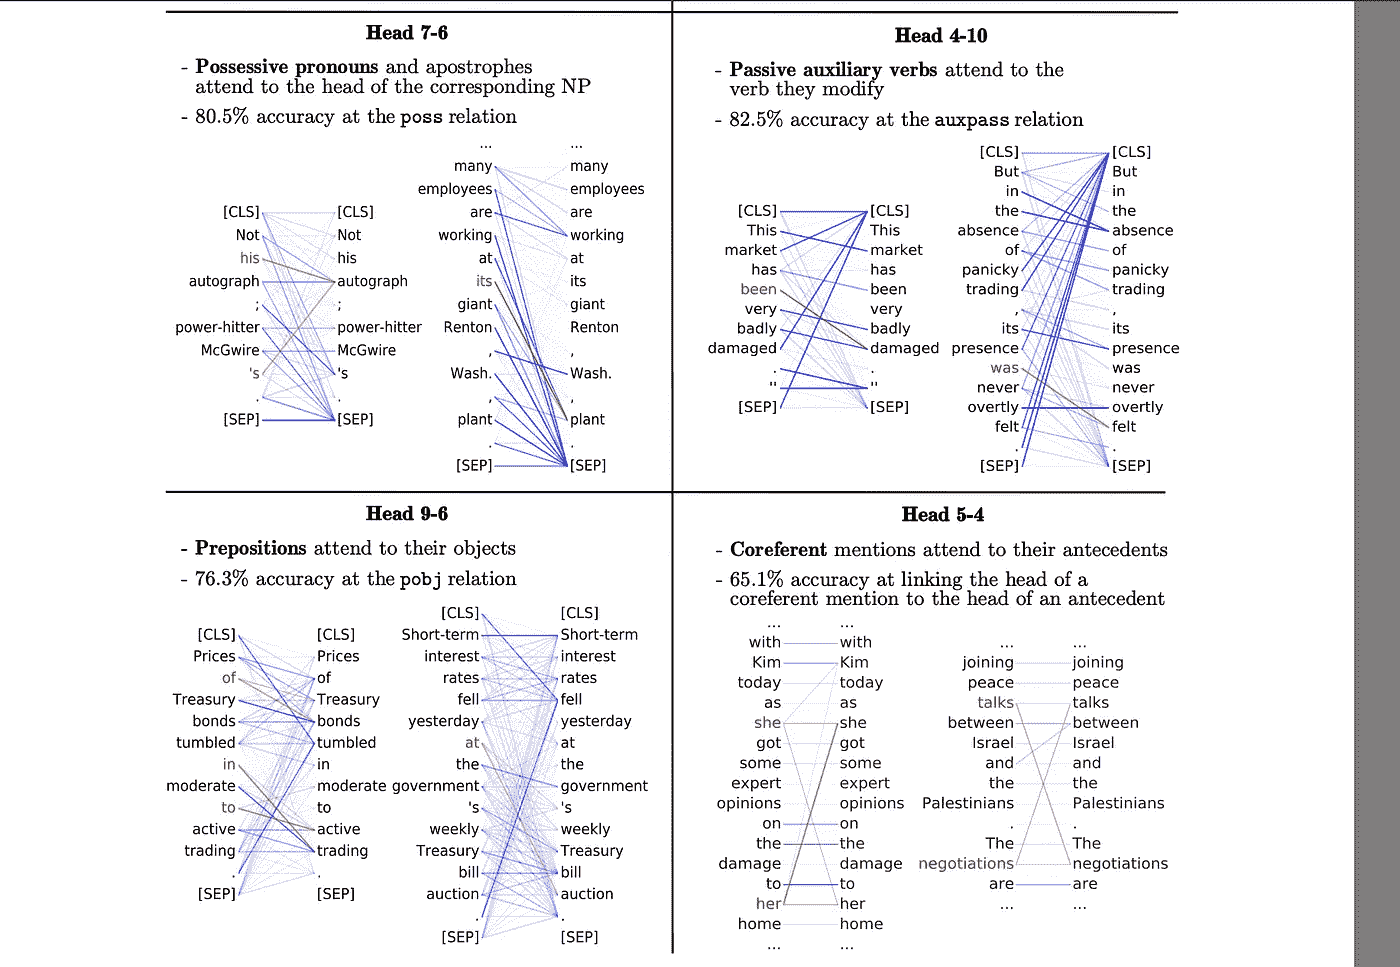 Head 7-6
- Possessive pronouns and apostrophes
attend to the head of the corresponding NP
- 80.5% accuracy at the poss relation
[CLS] [CLS]
Not Not
his his
autograph autograph
; ;
power-hitter power-hitter
McGwire McGwire
's 's
. .
[SEP] [SEP]
... ...
many many
employees employees
are are
working working
at at
its its
giant giant
Renton Renton
, ,
Wash. Wash.
, ,
plant plant
. .
[SEP] [SEP]
Head 4-10
- Passive auxiliary verbs attend to the
verb they modify
- 82.5% accuracy at the auxpass relation
[CLS] [CLS]
This This
market market
has has
been been
very very
badly badly
damaged damaged
. .
" "
[SEP] [SEP]
[CLS] [CLS]
But But
in in
the the
absence absence
of of
panicky panicky
trading trading
, ,
its its
presence presence
was was
never never
overtly overtly
felt felt
. .
[SEP] [SEP]
Head 9-6
- Prepositions attend to their objects
- 76.3% accuracy at the pobj relation
[CLS] [CLS]
Prices Prices
of of
Treasury Treasury
bonds bonds
tumbled tumbled
in in
moderate moderate
to to
active active
trading trading
. .
[SEP] [SEP]
[CLS] [CLS]
Short-term Short-term
interest interest
rates rates
fell fell
yesterday yesterday
at at
the the
government government
's 's
weekly weekly
Treasury Treasury
bill bill
auction auction
. .
[SEP] [SEP]
Head 5-4
- Coreferent mentions attend to their antecedents
- 65.1% accuracy at linking the head of a
coreferent mention to the head of an antecedent
... ...
with with
Kim Kim
today today
as as
she she
got got
some some
expert expert
opinions opinions
on on
the the
damage damage
to to
her her
home home
... ...
... ...
joining joining
peace peace
talks talks
between between
Israel Israel
and and
the the
Palestinians Palestinians
. .
The The
negotiations negotiations
are are
... ...